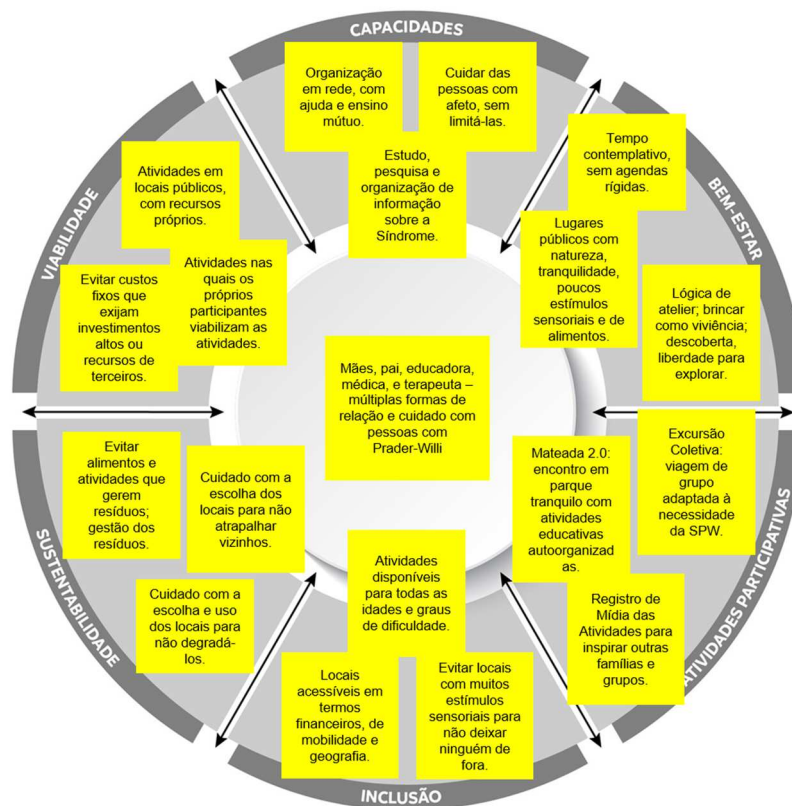 CAPACIDADES
Organização
em rede, com
ajuda e ensino
mútuo.
Cuidar das
pessoas com
afeto, sem
limitá-las.
Estudo,
pesquisa e
organização de
informação
sobre a
Síndrome.
BEM-ESTAR
Tempo
contemplativo,
sem agendas
rígidas.
Lugares
públicos com
natureza,
tranquilidade,
poucos
estímulos
sensoriais e de
alimentos.
Lógica de
atelier; brincar
como viviência;
descoberta,
liberdade para
explorar.
VIABILIDADE
Atividades em
locais públicos,
com recursos
próprios.
Evitar custos
fixos que
exijam
investimentos
altos ou
recursos de
terceiros.
Atividades nas
quais os
próprios
participantes
viabilizam as
atividades.
Mães, pai, educadora,
médica, e terapeuta –
múltiplas formas de
relação e cuidado com
pessoas com
Prader-Willi
SUSTENTABILIDADE
Evitar
alimentos e
atividades que
gerem
resíduos;
gestão dos
resíduos.
Cuidado com a
escolha dos
locais para não
atrapalhar
vizinhos.
Cuidado com a
escolha e uso
dos locais para
não degradá-
los.
ATIVIDADES PARTICIPATIVAS
Excursão
Coletiva:
viagem de
grupo
adaptada à
necessidade
da SPW.
Mateada 2.0:
encontro em
parque
tranquilo com
atividades
educativas
autoorganizad
as.
Registro de
Mídia das
Atividades para
inspirar outras
famílias e
grupos.
Atividades
disponíveis
para todas as
idades e graus
de dificuldade.
Locais
acessíveis em
termos
financeiros, de
mobilidade e
geografia.
Evitar locais
com muitos
estímulos
sensoriais para
não deixar
ninguém de
fora.
INCLUSÃO